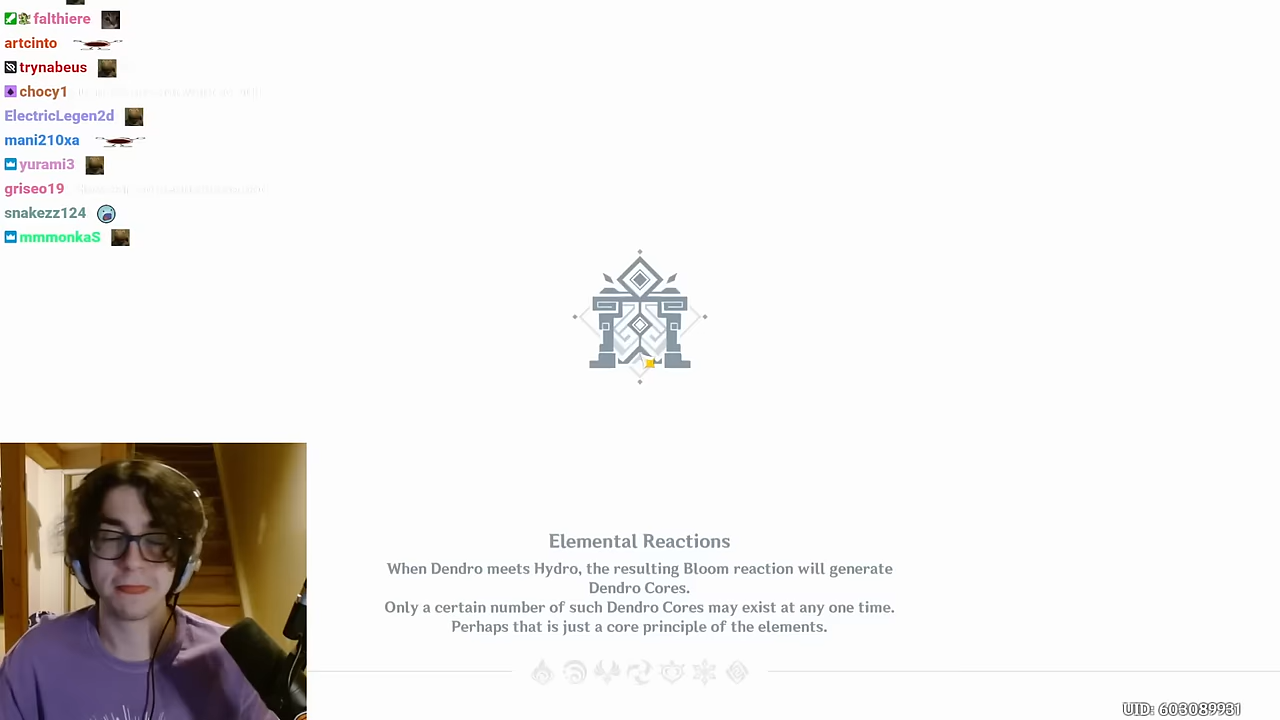 falthiere
artcinto
trynabeus
chocy1
ElectricLegen2d
mani210xa
yurami3
griseo19
snakezz124
mmmonkaS
Elemental Reactions
When Dendro meets Hydro, the resulting Bloom reaction will generate
Dendro Cores.
Only a certain number of such Dendro Cores may exist at any one time.
Perhaps that is just a core principle of the elements.
UID: 603089931